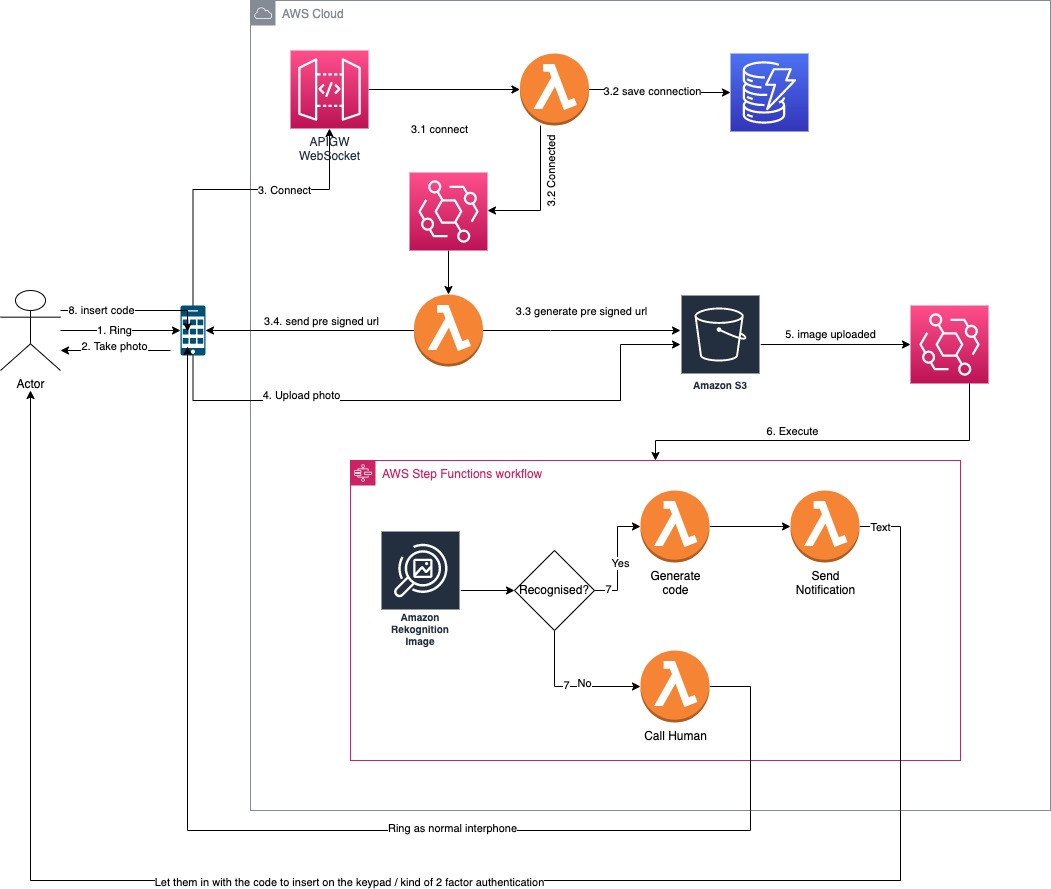 AWS Cloud
3.2 save connection
3.1 connect
APIGW
WebSocket
3.2 Connected
3. Connect
8. insert code
3.4. send pre signed url
3.3 generate pre signed url
1. Ring
5. image uploaded
2. Take photo
Actor
Amazon S3
4. Upload photo
6. Execute
AWS Step Functions workflow
Text
Yes
Generate
code
Send
Notification
Recognised?
7
Amazon
Rekognition
Image
7
No
Call Human
Ring as normal interphone
Let them in with the code to insert on the keypad / kind of 2 factor authentication